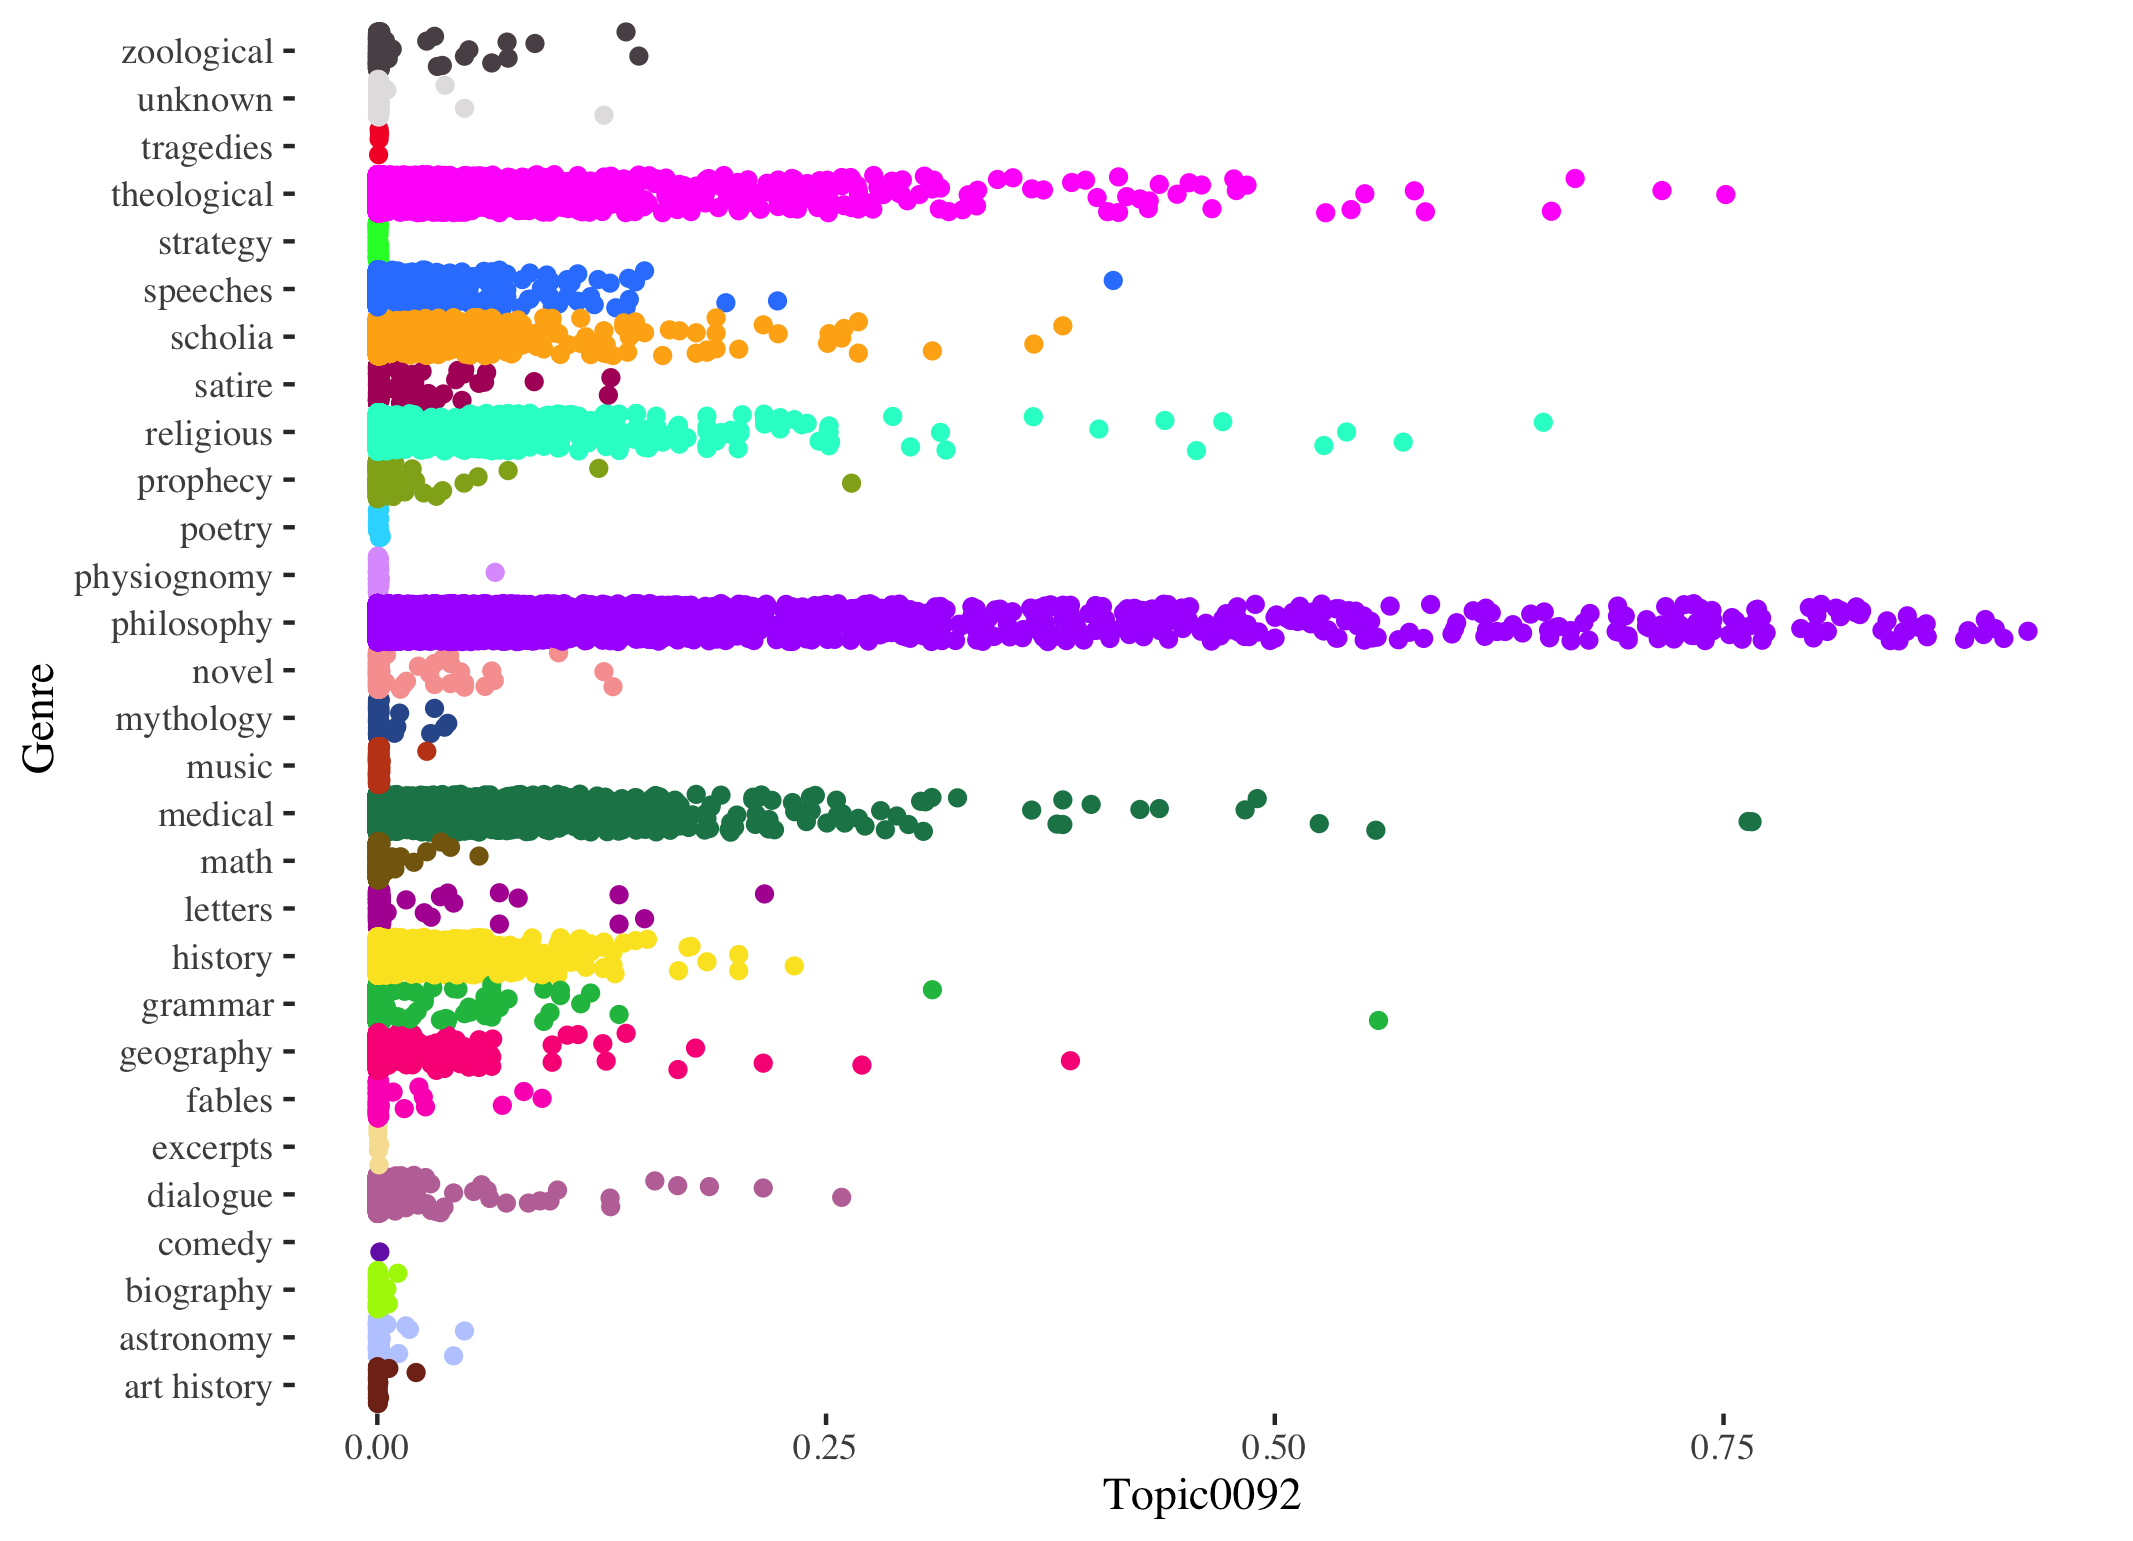 Genre
zoological
unknown
tragedies
theological
strategy
speeches
scholia
satire
religious
prophecy
poetry
physiognomy
philosophy
novel
mythology
music
medical
math
letters
history
grammar
geography
fables
excerpts
dialogue
comedy
biography
astronomy
art history
0.00 0.25 0.50 0.75
Topic0092